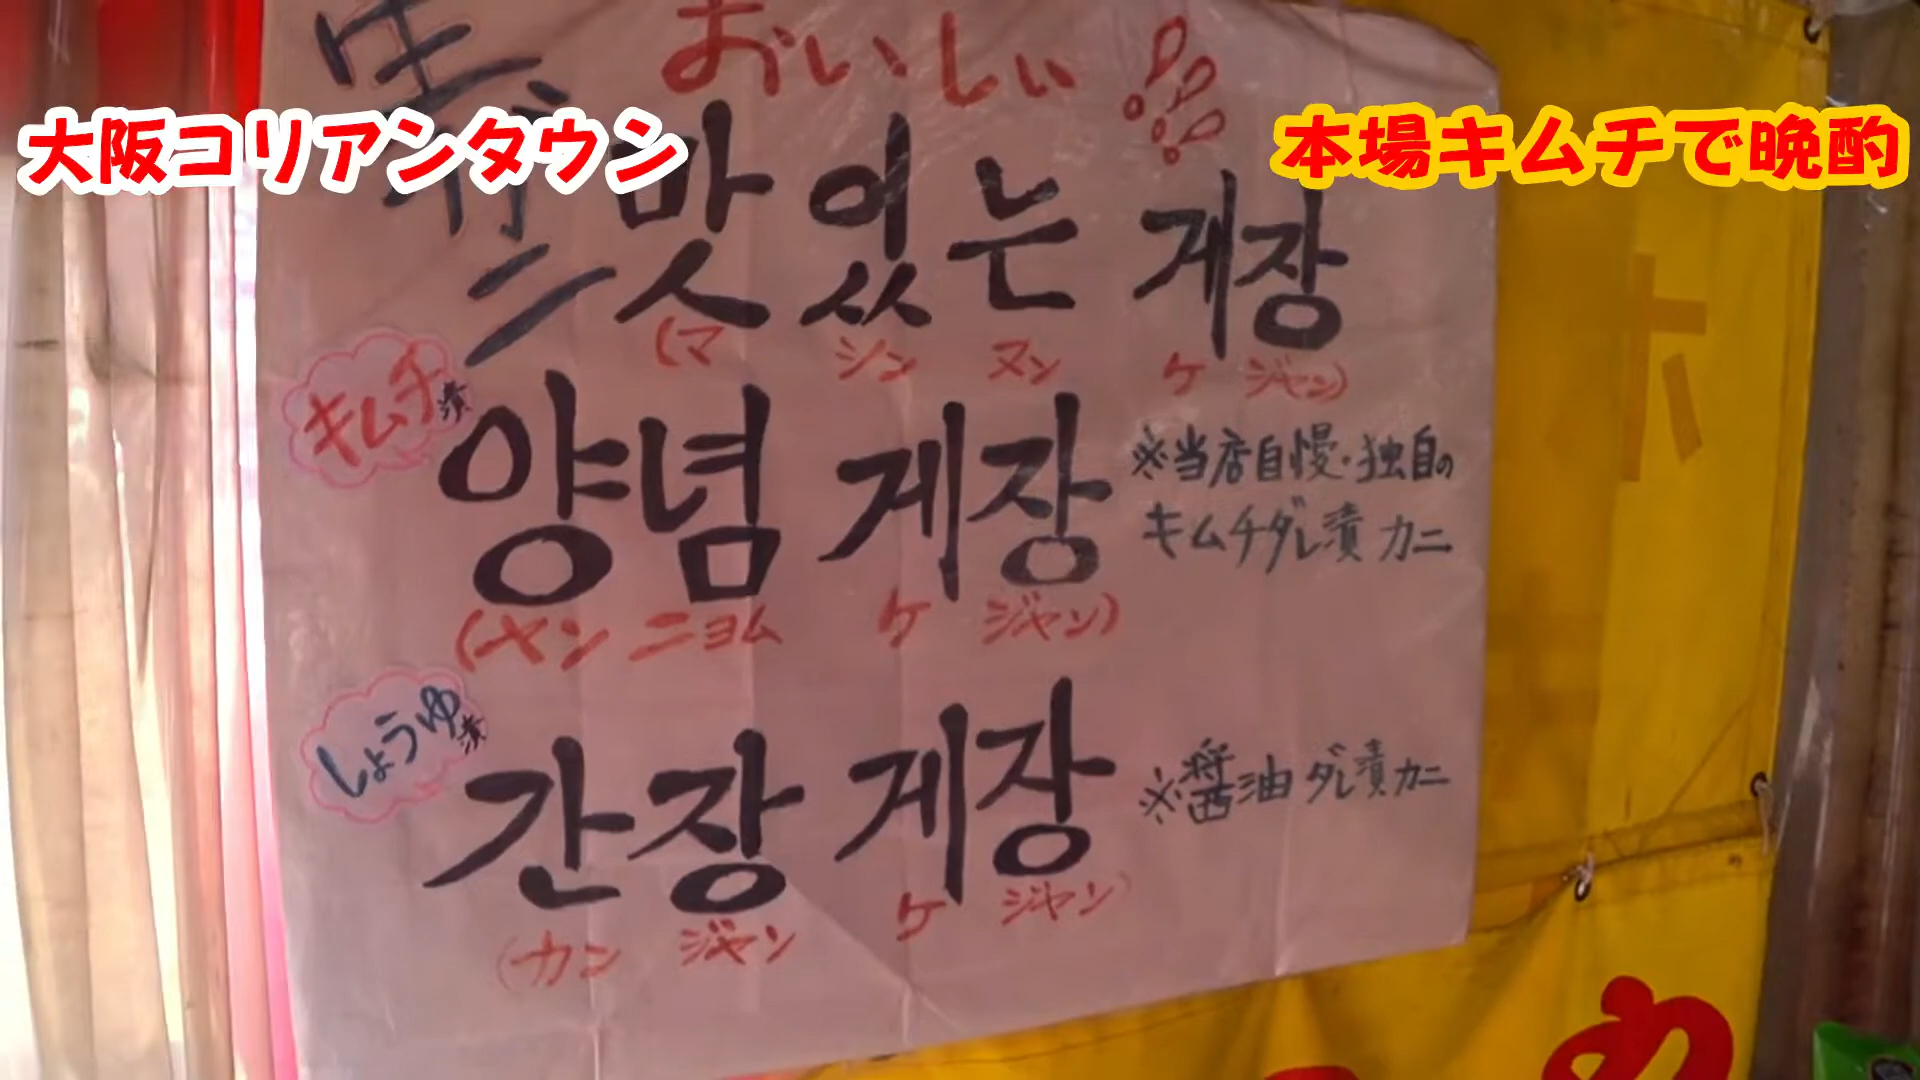 大阪コリアンタウン
本場キムチで晩酌
生ガニ
おいしい
맛있는 게장
(マシンヌン ケジャン)
キムチ漬
양념 게장
(ヤンニョム ケジャン)
※当店自慢・独自の
キムチダレ漬カニ
しょうゆ漬
간장 게장
(カンジャン ケジャン)
※醤油ダレ漬カニ